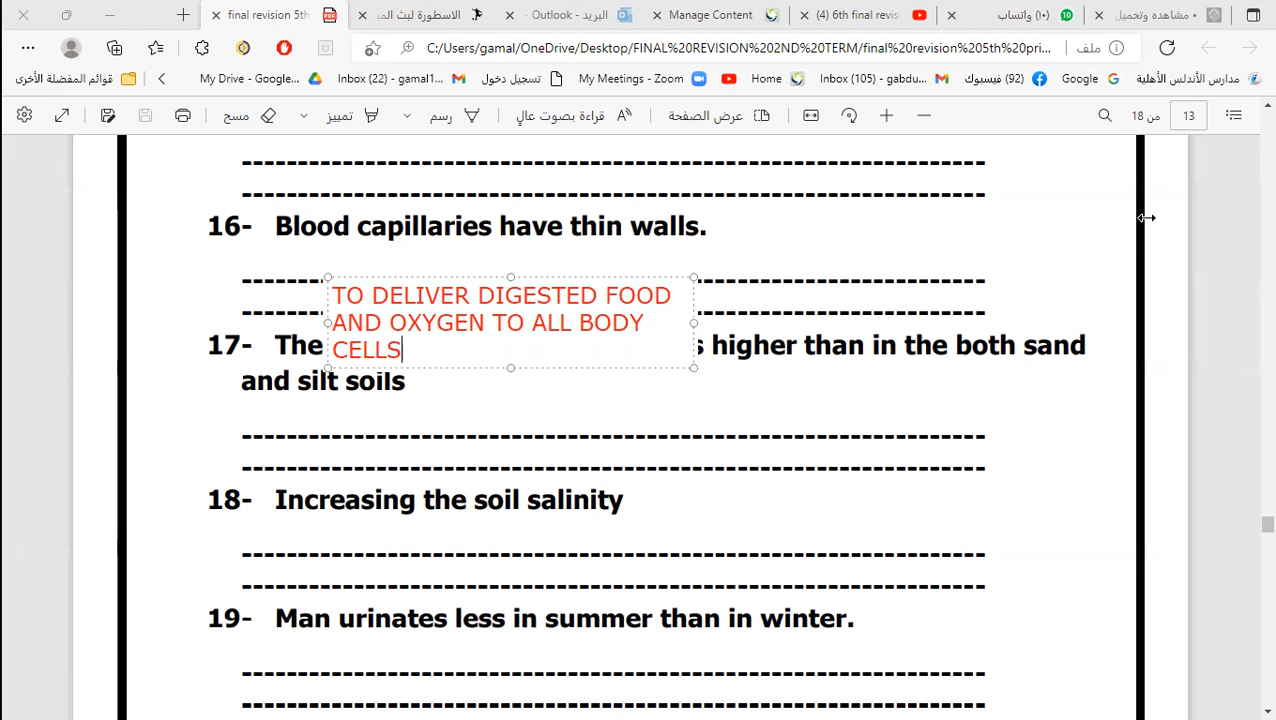 final revision 5th
الاسطورة لبث المبـ
البريد - Outlook -
Manage Content
(4) 6th final revis
(١٠) واتساب
مشاهده وتحميل
C:/Users/gamal/OneDrive/Desktop/FINAL%20REVISION%202ND%20TERM/final%20revision%205th%20pri...
ملف
قوائم المفضلة الأخرى
My Drive - Google...
Inbox (22) - gamal1...
تسجيل دخول
My Meetings - Zoom
Home
Inbox (105) - gabdu...
(92) فيسبوك
Google
مدارس الأندلس الأهلية
مسح
تمييز
رسم
قراءة بصوت عالٍ
عرض الصفحة
من 18
13
16- Blood capillaries have thin walls.
TO DELIVER DIGESTED FOOD
AND OXYGEN TO ALL BODY
CELLS
17- The s higher than in the both sand
and silt soils
18- Increasing the soil salinity
19- Man urinates less in summer than in winter.